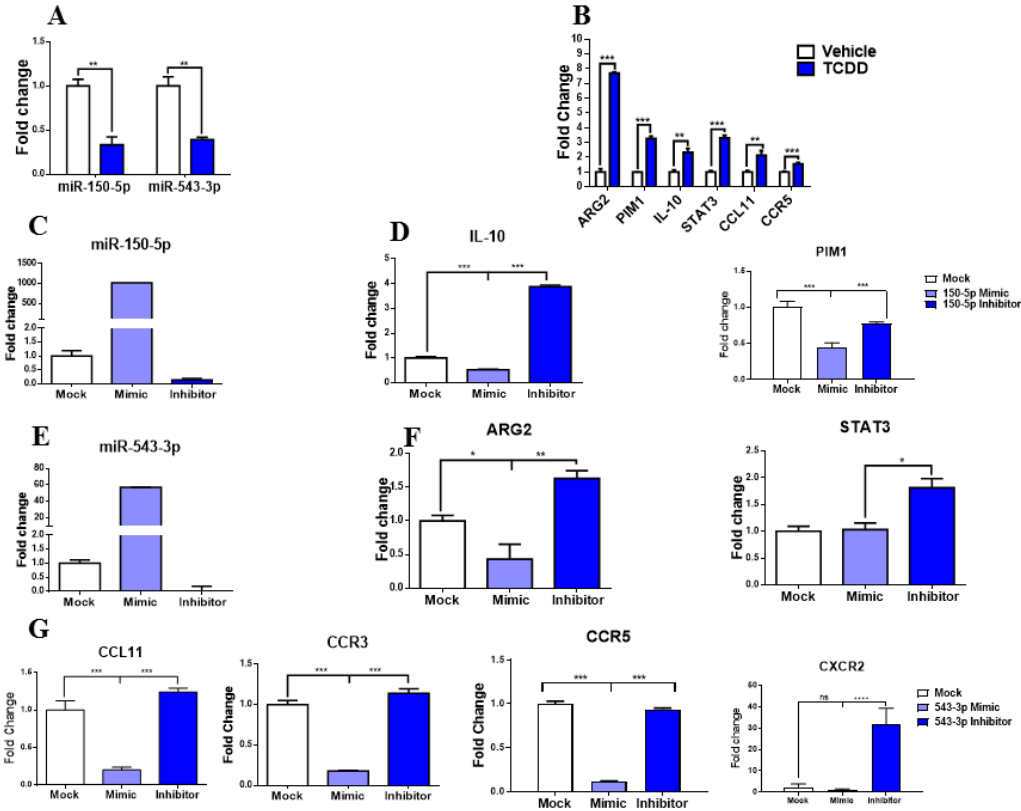 A
1.5
1.0
0.5
0.0
Fold change
**
**
miR-150-5p
miR-543-3p
B
10
9
8
7
6
5
4
3
2
1
0
Fold Change
***
***
**
***
**
***
ARG2
PIM1
IL-10
STAT3
CCL11
CCR5
Vehicle
TCDD
C
miR-150-5p
1500
1000
500
2.0
1.5
1.0
0.5
0.0
Fold change
Mock
Mimic
Inhibitor
D
IL-10
5
4
3
2
1
0
Fold change
***
***
Mock
Mimic
Inhibitor
PIM1
1.5
1.0
0.5
0.0
Fold change
***
***
Mock
Mimic
Inhibitor
Mock
150-5p Mimic
150-5p Inhibitor
E
miR-543-3p
80
60
40
20
2.0
1.5
1.0
0.5
0.0
Fold change
Mock
Mimic
Inhibitor
F
ARG2
2.0
1.5
1.0
0.5
0.0
Fold change
*
**
Mock
Mimic
Inhibitor
STAT3
2.5
2.0
1.5
1.0
0.5
0.0
Fold change
*
Mock
Mimic
Inhibitor
G
CCL11
1.6
1.0
0.6
0.0
Fold Change
***
***
Mock
Mimic
Inhibitor
CCR3
1.5
1.0
0.5
0.0
Fold Change
***
***
Mock
Mimic
Inhibitor
CCR5
1.5
1.0
0.5
0.0
Fold Change
***
***
Mock
Mimic
Inhibitor
CXCR2
60
50
40
30
20
10
0
Fold Change
ns
****
Mock
Mimic
Inhibitor
Mock
543-3p Mimic
543-3p Inhibitor